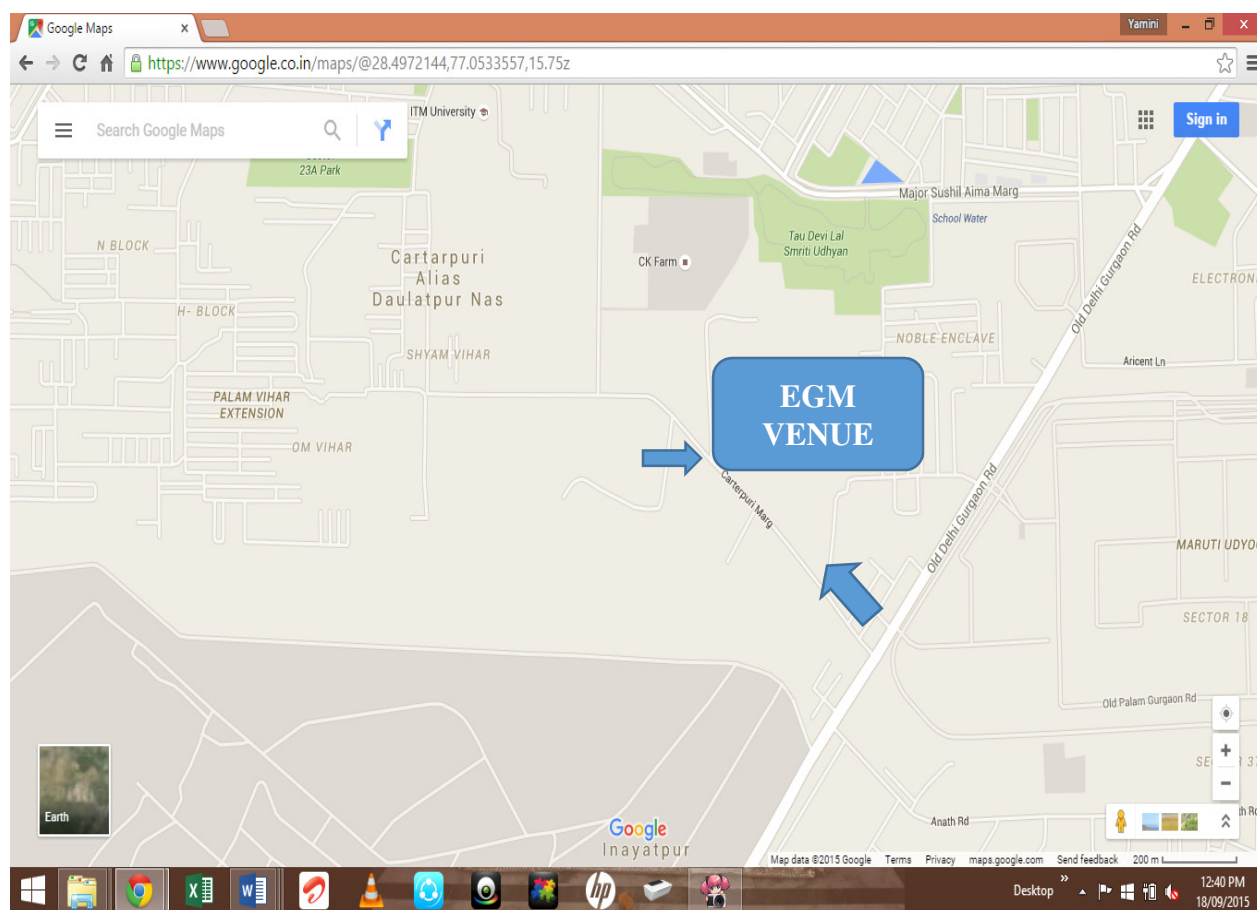 Google Maps
Yamini
https://www.google.co.in/maps/@28.4972144,77.0533557,15.75z
Search Google Maps
ITM University
Sign in
23A Park
Major Sushil Aima Marg
School Water
N BLOCK
Cartarpuri
Alias
Daulatpur Nas
CK Farm
Tau Devi Lal
Smriti Udhyan
Old Delhi Gurgaon Rd
ELECTRON
H- BLOCK
NOBLE ENCLAVE
SHYAM VIHAR
Aricent Ln
PALAM VIHAR
EXTENSION
EGM
VENUE
OM VIHAR
Carterpuri Marg
Old Delhi Gurgaon Rd
MARUTI UDYO
SECTOR 18
Old Palam Gurgaon Rd
Earth
Anath Rd
Google
Inayatpur
Map data ©2015 Google Terms Privacy maps.google.com Send feedback 200 m
hp
Desktop
12:40 PM
18/09/2015